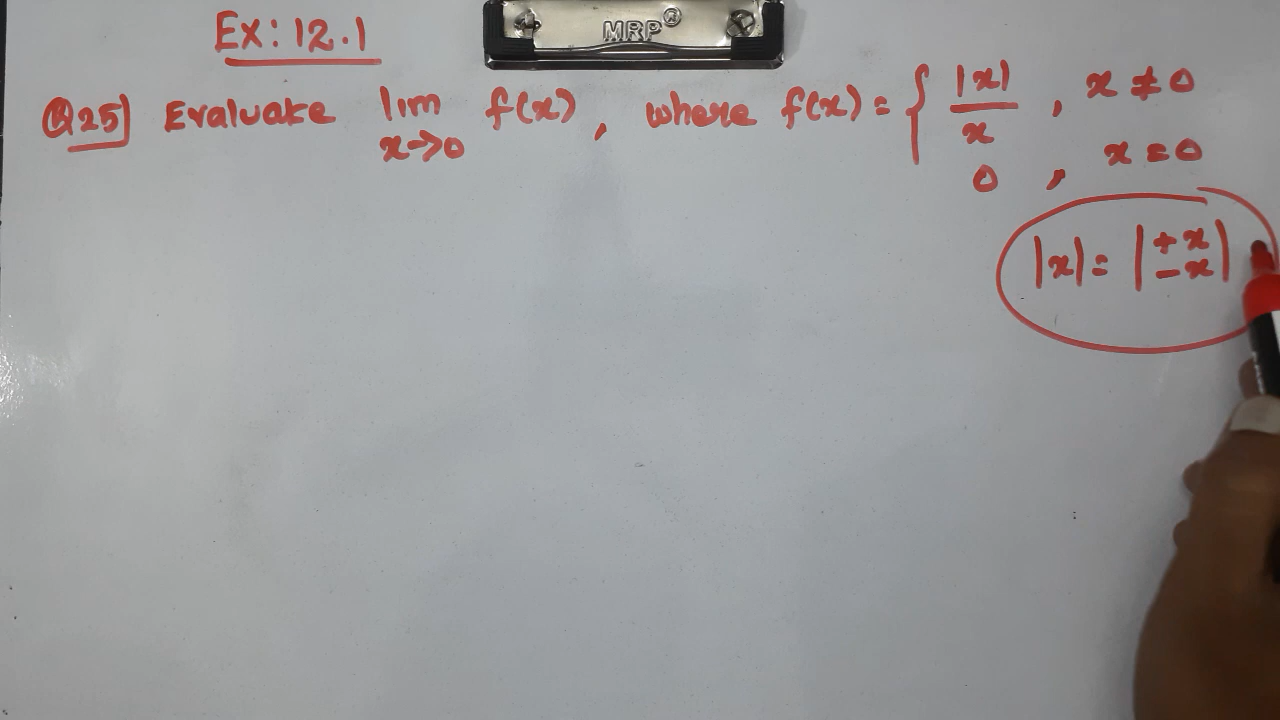 MRP®
Ex: 12.1
Q25] Evaluate lim x→0 f(x), where f(x) = { |x|/x , x ≠ 0
0 , x = 0
|x| = |+x -x|